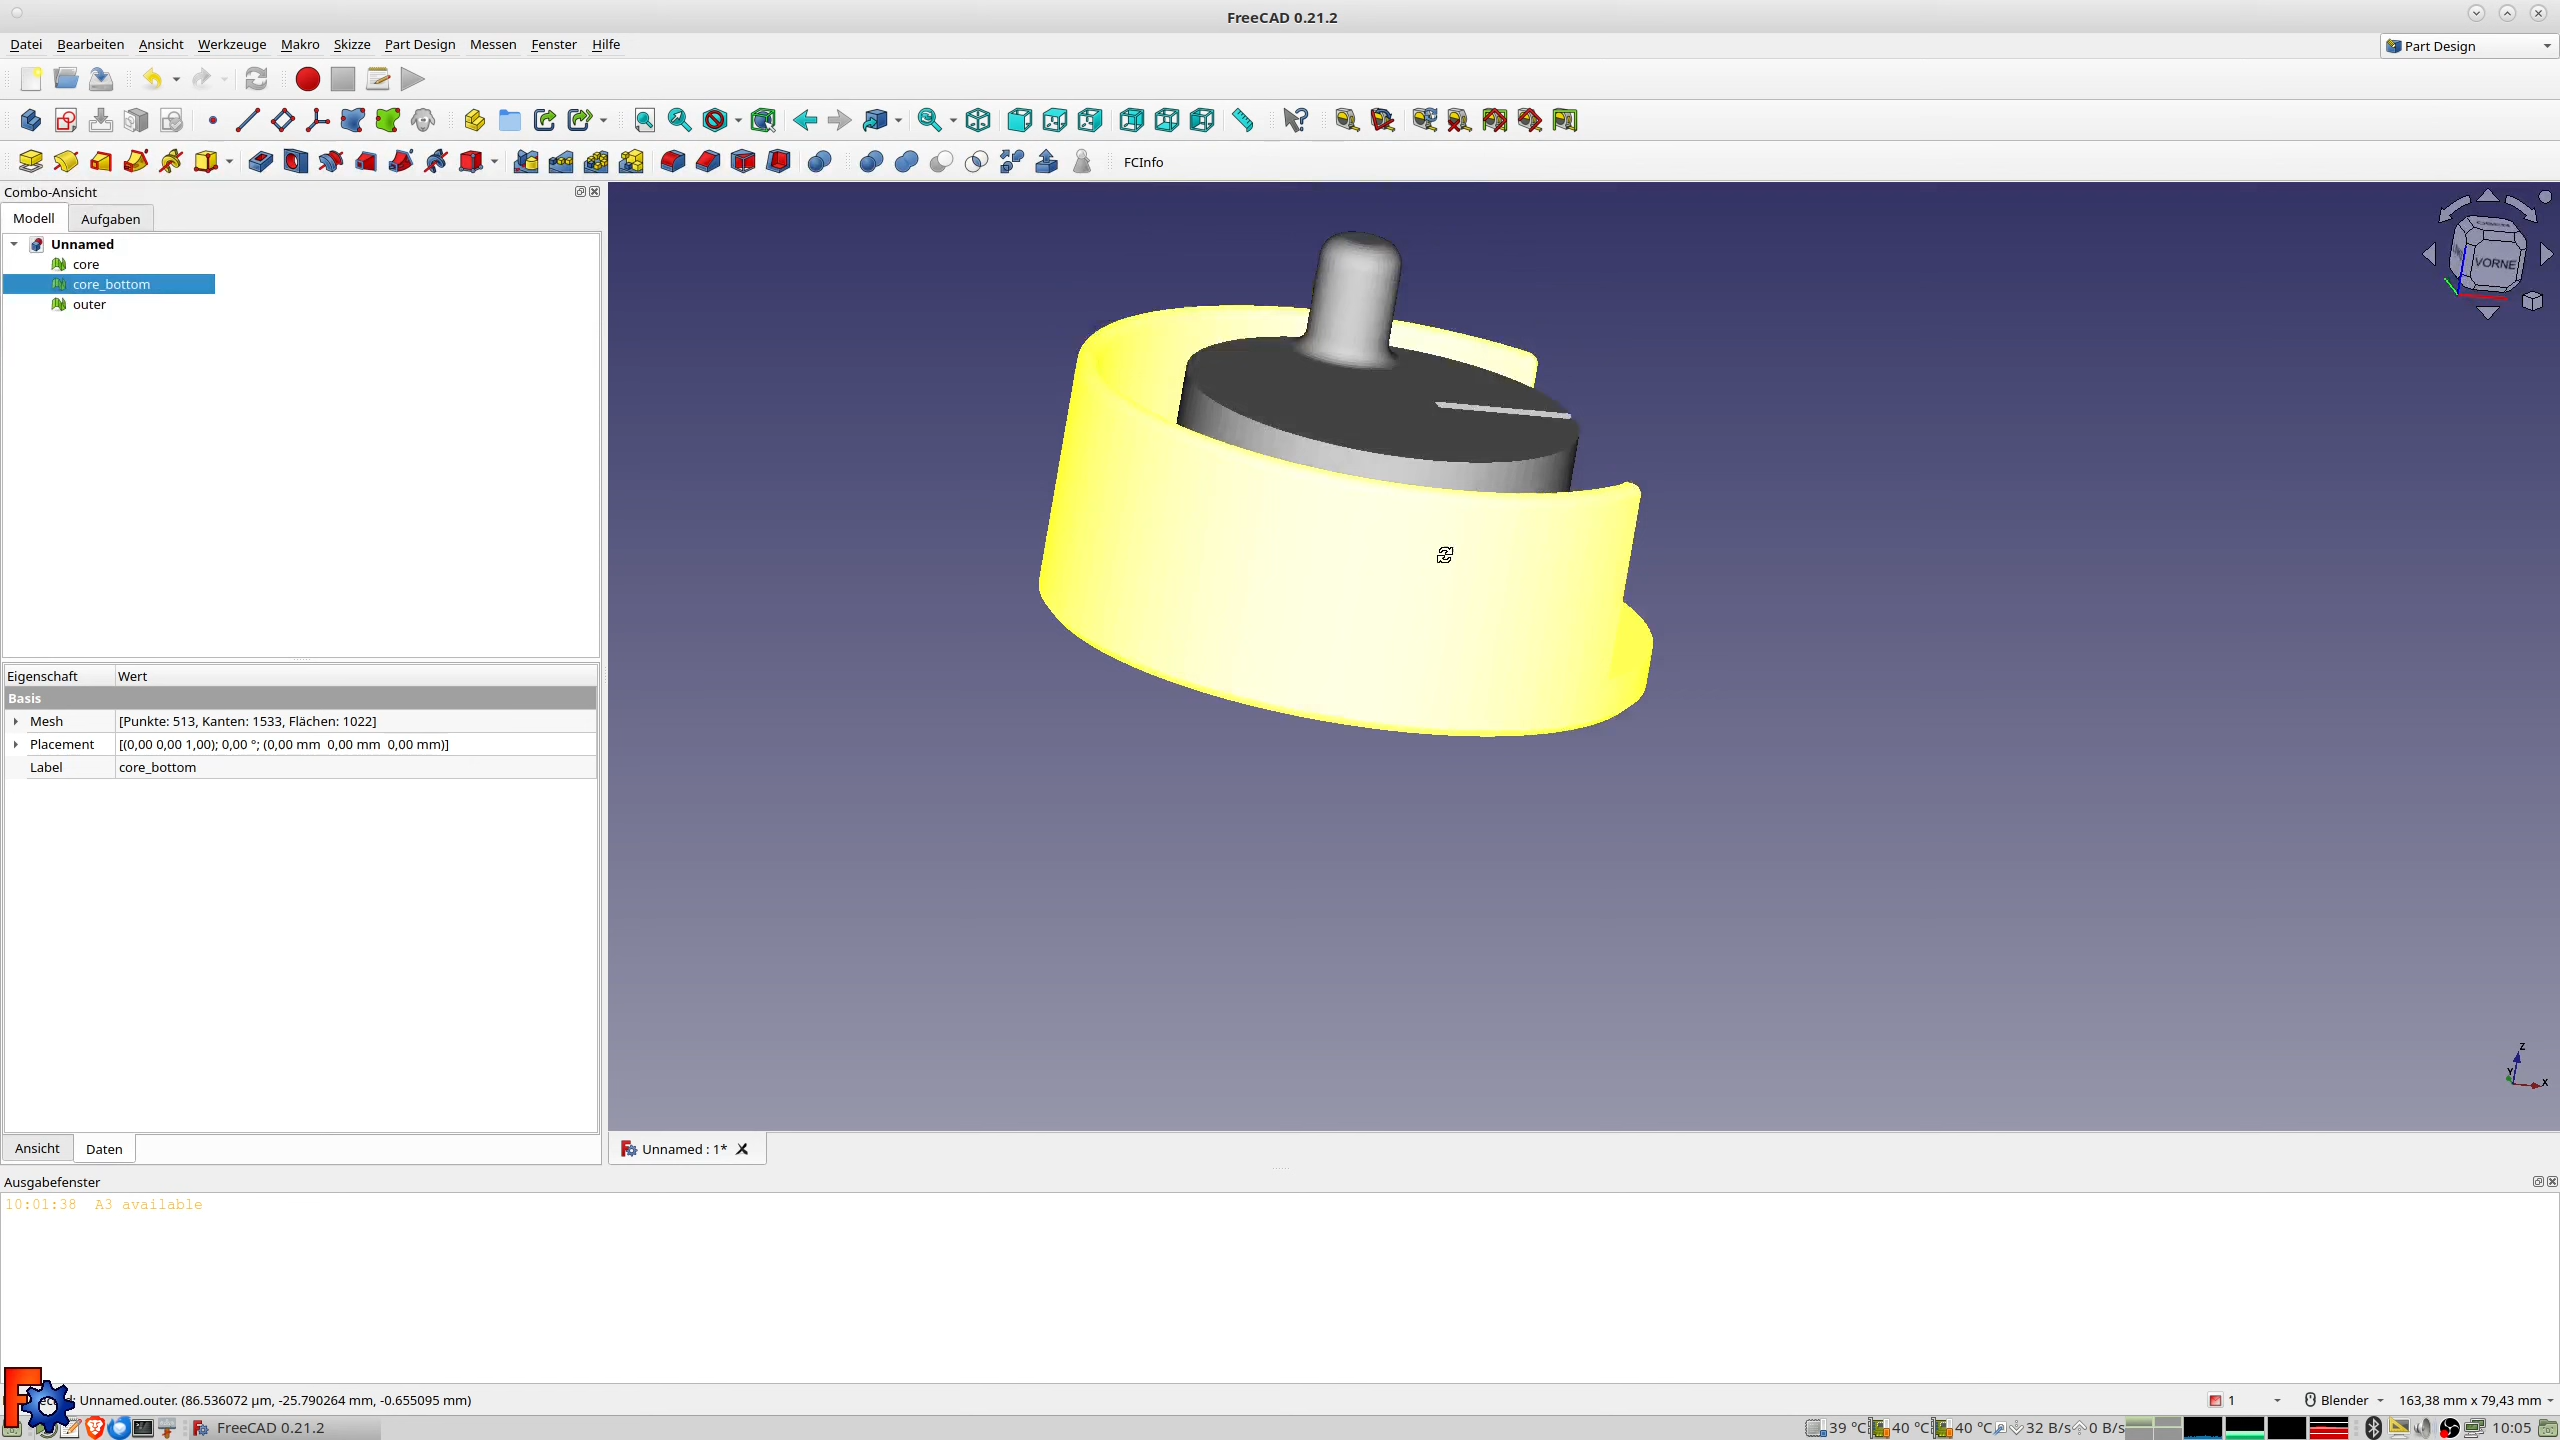 FreeCAD 0.21.2
Datei Bearbeiten Ansicht Werkzeuge Makro Skizze Part Design Messen Fenster Hilfe
Part Design
FCInfo
Combo-Ansicht
Modell Aufgaben
Unnamed
core
core_bottom
outer
VORNE
Eigenschaft Wert
Basis
Mesh [Punkte: 513, Kanten: 1533, Flächen: 1022]
Placement [(0,00 0,00 1,00); 0,00 °; (0,00 mm 0,00 mm 0,00 mm)]
Label core_bottom
Z
Y
X
Ansicht Daten
Unnamed : 1*
Ausgabefenster
10:01:38 A3 available
Unnamed.outer. (86.536072 µm, -25.790264 mm, -0.655095 mm)
1
Blender
163,38 mm x 79,43 mm
FreeCAD 0.21.2
39 °C 40 °C 40 °C 32 B/s 0 B/s 10:05